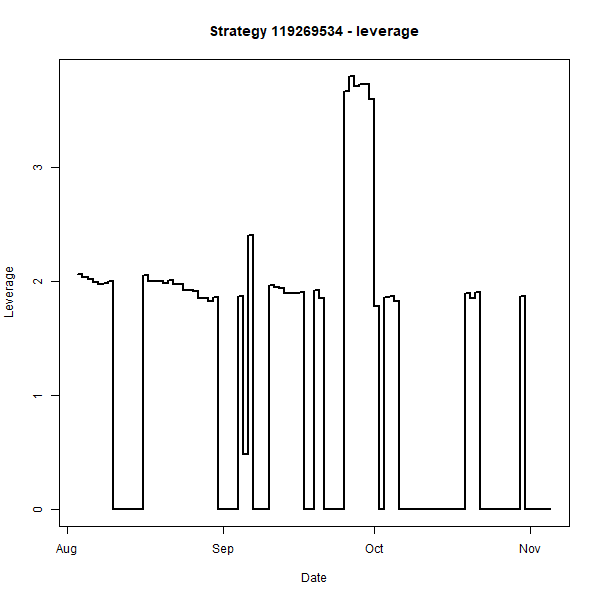 Strategy 119269534 - leverage
3
2
1
0
Leverage
Aug Sep Oct Nov
Date